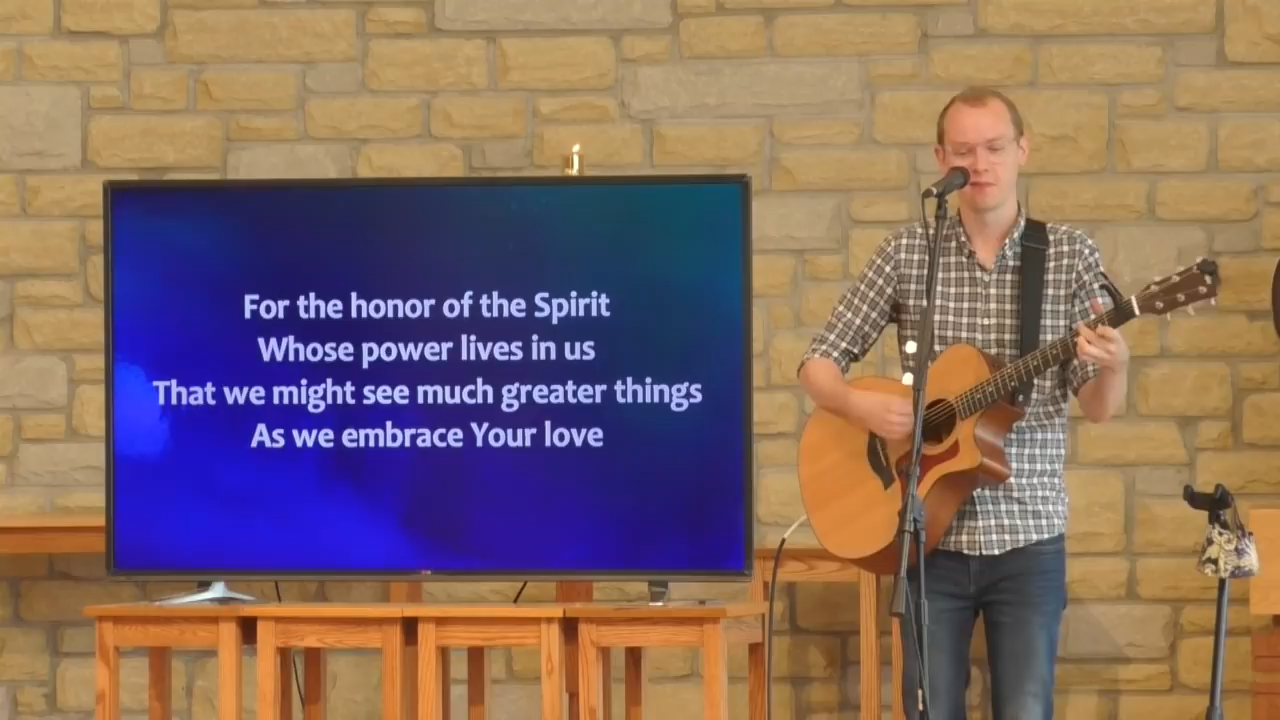 For the honor of the Spirit
Whose power lives in us
That we might see much greater things
As we embrace Your love